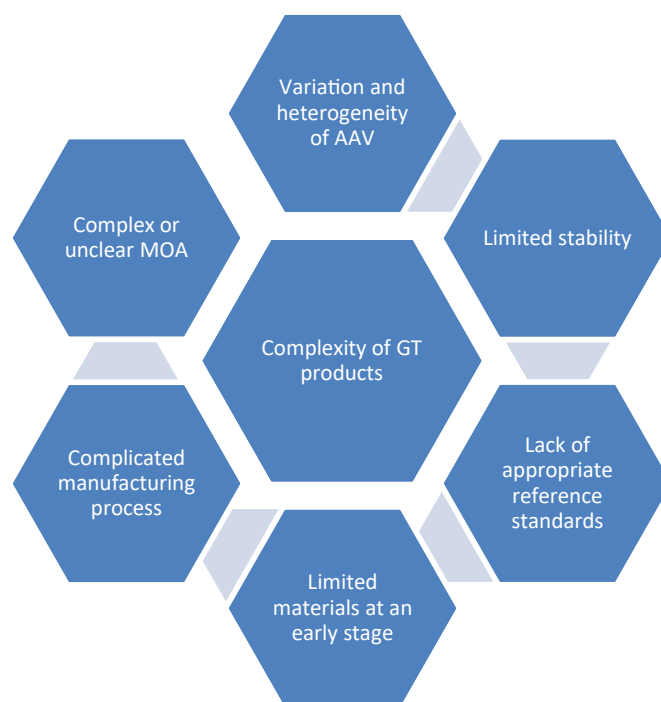 Variation and
heterogeneity
of AAV
Limited stability
Lack of
appropriate
reference
standards
Limited
materials at an
early stage
Complicated
manufacturing
process
Complex or
unclear MOA
Complexity of GT
products